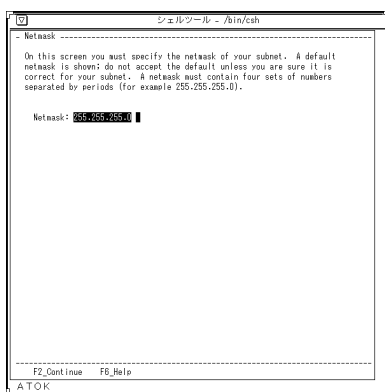 シェルツール - /bin/csh
- Netmask -----------------------------------------------------------------
On this screen you must specify the netmask of your subnet. A default
netmask is shown; do not accept the default unless you are sure it is
correct for your subnet. A netmask must contain four sets of numbers
separated by periods (for example 255.255.255.0).
Netmask: 255.255.255.0
F2_Continue F6_Help
ATOK